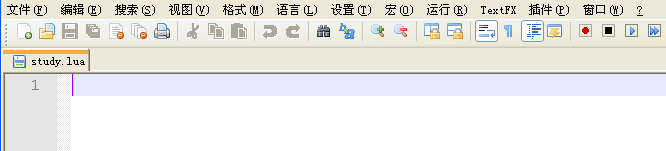 文件(F) 编辑(E) 搜索(S) 视图(V) 格式(M) 语言(L) 设置(T) 宏(O) 运行(R) TextFX 插件(P) 窗口(W) ?
study.lua
1